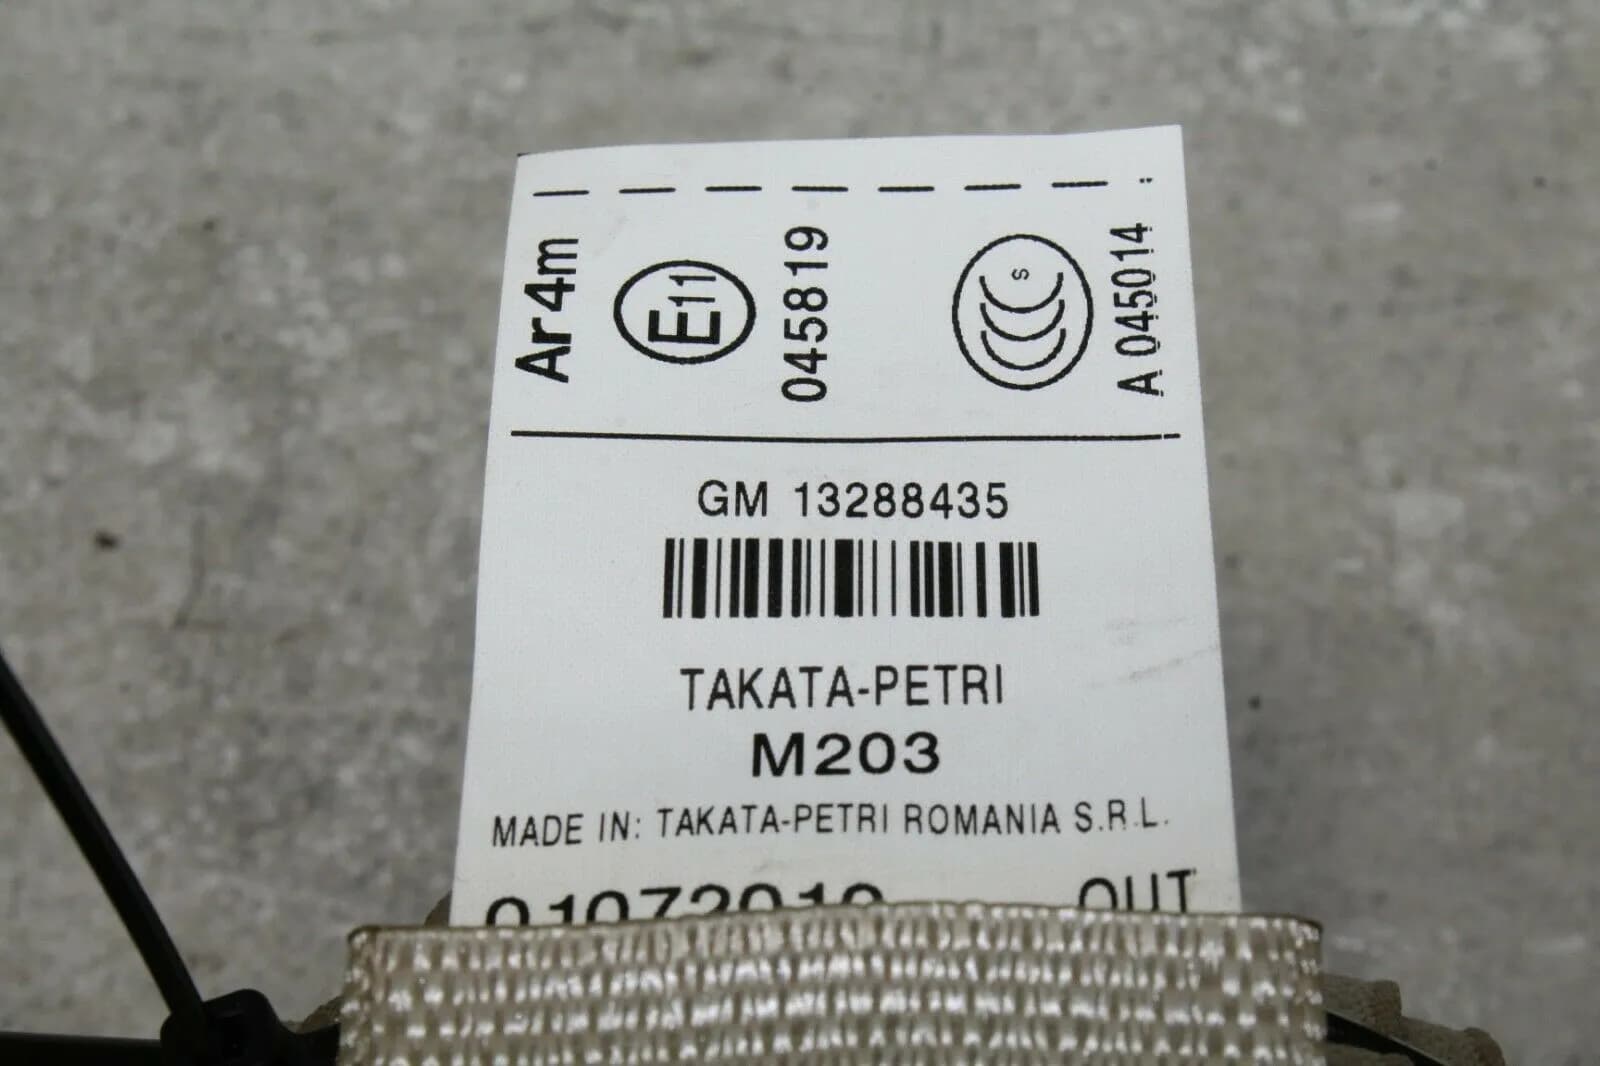 Ar4m
E11
045819
S
A 045014
GM 13288435
TAKATA-PETRI
M203
MADE IN: TAKATA-PETRI ROMANIA S.R.L.
OUT